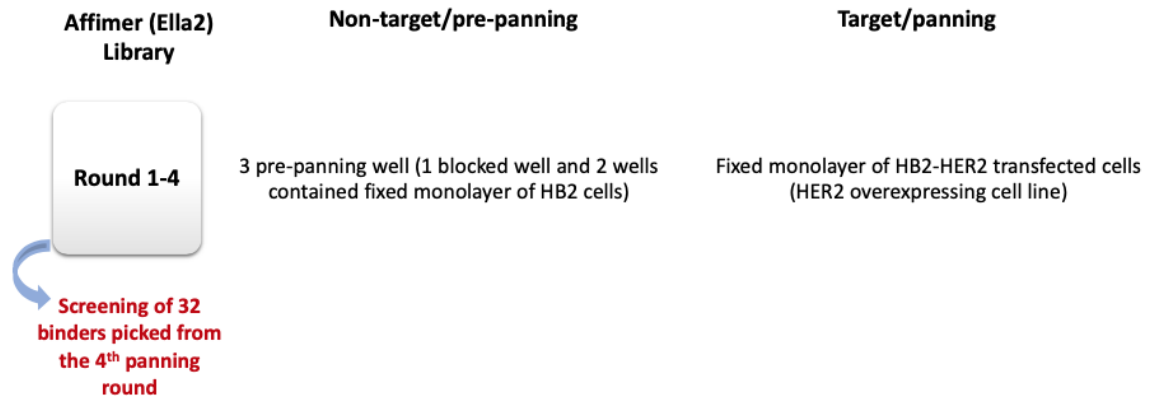 Affimer (Ella2)
Library
Non-target/pre-panning
Target/panning
Round 1-4
3 pre-panning well (1 blocked well and 2 wells
contained fixed monolayer of HB2 cells)
Fixed monolayer of HB2-HER2 transfected cells
(HER2 overexpressing cell line)
Screening of 32
binders picked from
the 4th panning
round